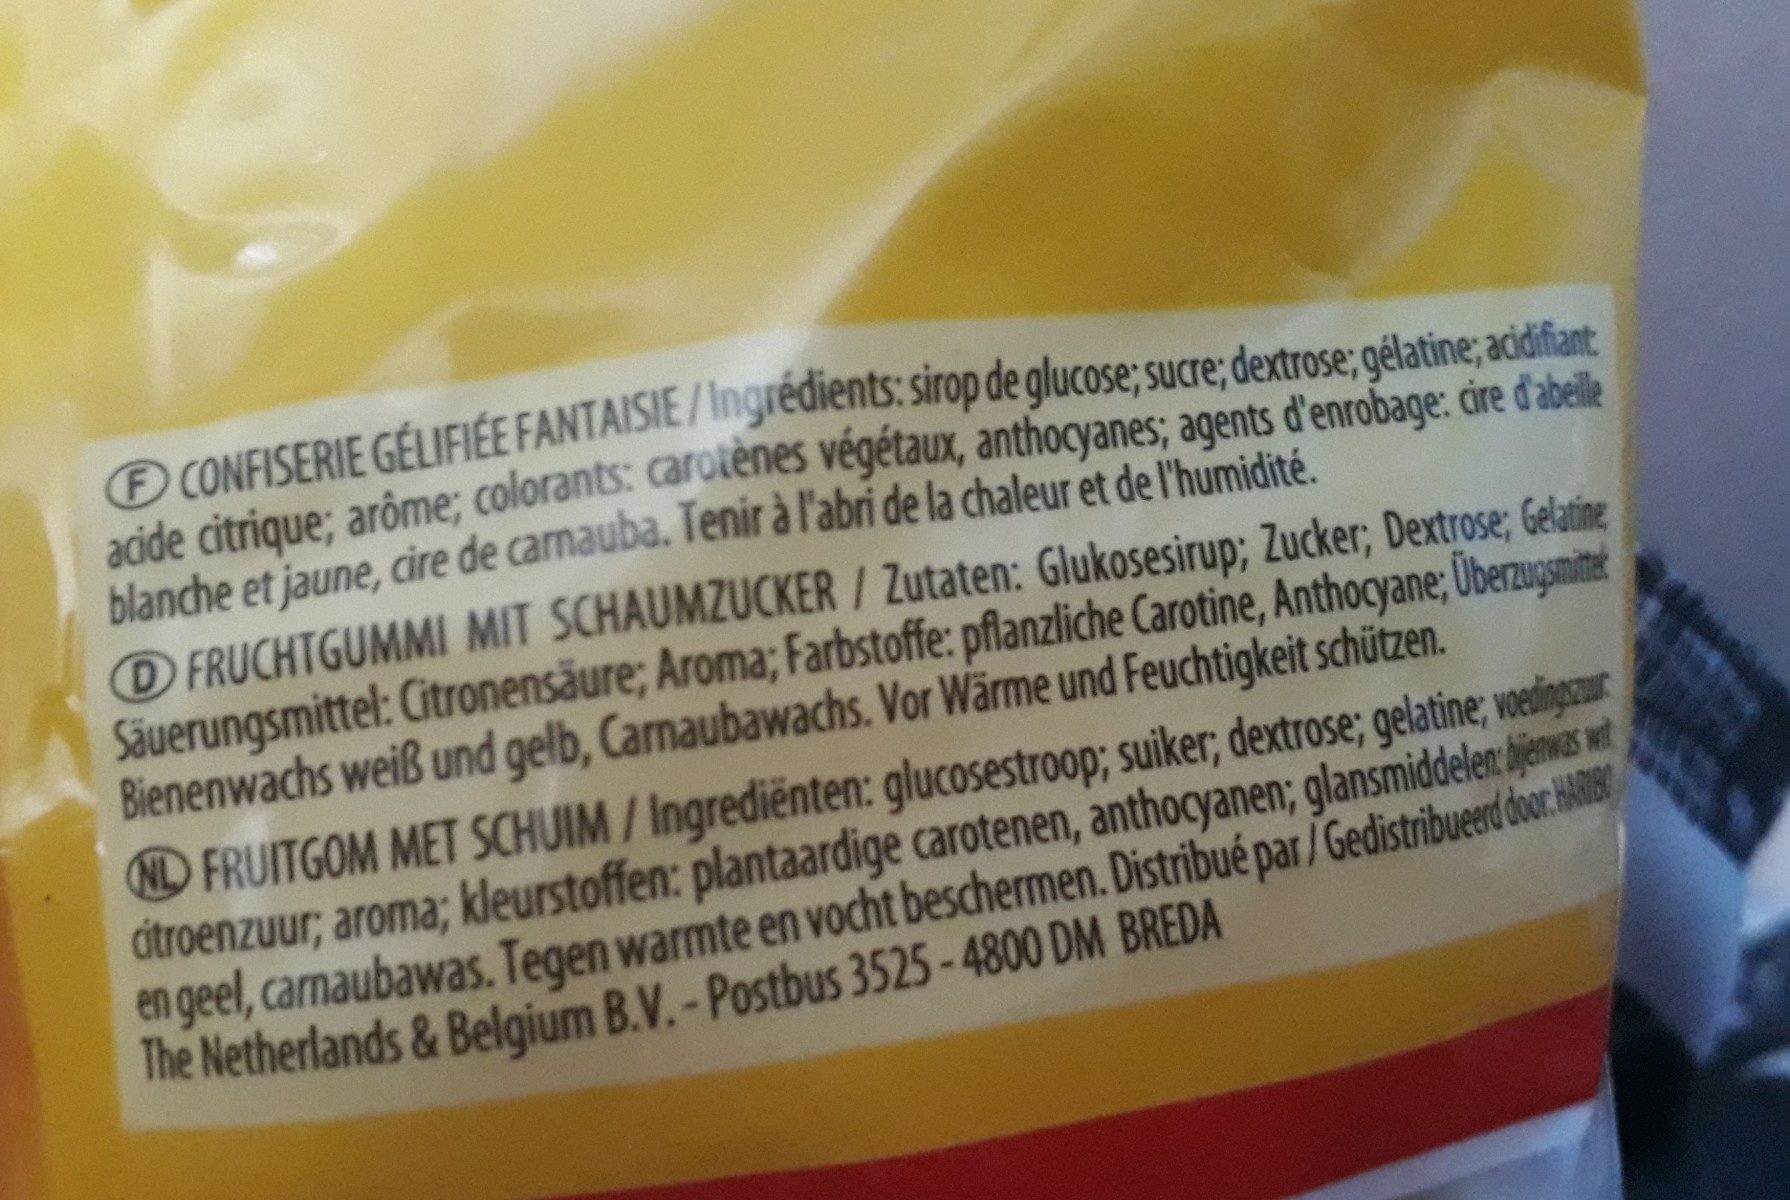 F CONFISERIE GÉLIFIÉE FANTAISIE / Ingrédients: sirop de glucose; sucre; dextrose; gélatine; acidifiant:
acide citrique; arôme; colorants: carotènes végétaux, anthocyanes; agents d'enrobage: cire d'abeille
blanche et jaune, cire de carnauba. Tenir à l'abri de la chaleur et de l'humidité.
D FRUCHTGUMMI MIT SCHAUMZUCKER / Zutaten: Glukosesirup; Zucker; Dextrose; Gelatine;
Säuerungsmittel: Citronensäure; Aroma; Farbstoffe: pflanzliche Carotine, Anthocyane; Überzugsmittel:
Bienenwachs weiß und gelb, Carnaubawachs. Vor Wärme und Feuchtigkeit schützen.
NL FRUITGOM MET SCHUIM / Ingrediënten: glucosestroop; suiker; dextrose; gelatine; voedingszuur:
citroenzuur; aroma; kleurstoffen: plantaardige carotenen, anthocyanen; glansmiddelen: bijenwas wit
en geel, carnaubawas. Tegen warmte en vocht beschermen. Distribué par / Gedistribueerd door: HARIBO
The Netherlands & Belgium B.V. - Postbus 3525 - 4800 DM BREDA